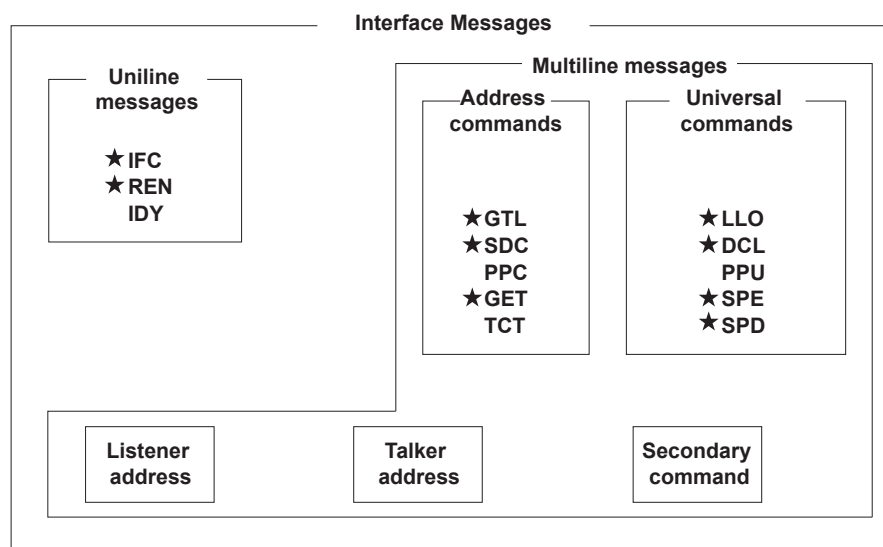 Interface Messages
Uniline
messages
★ IFC
★ REN
IDY
Multiline messages
Address
commands
★ GTL
★ SDC
PPC
★ GET
TCT
Universal
commands
★ LLO
★ DCL
PPU
★ SPE
★ SPD
Listener
address
Talker
address
Secondary
command